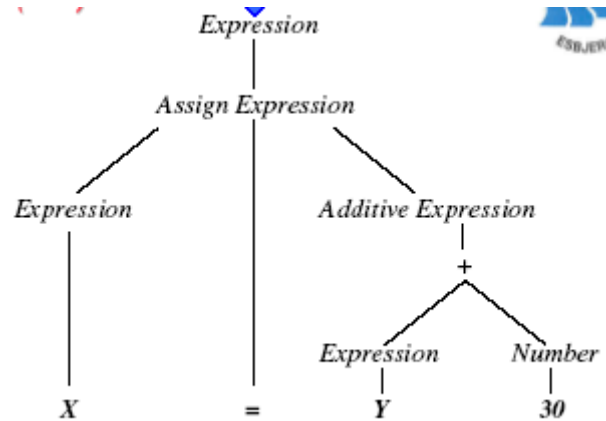 Expression
Assign Expression
Expression Additive Expression
+
Expression Number
X = Y 30